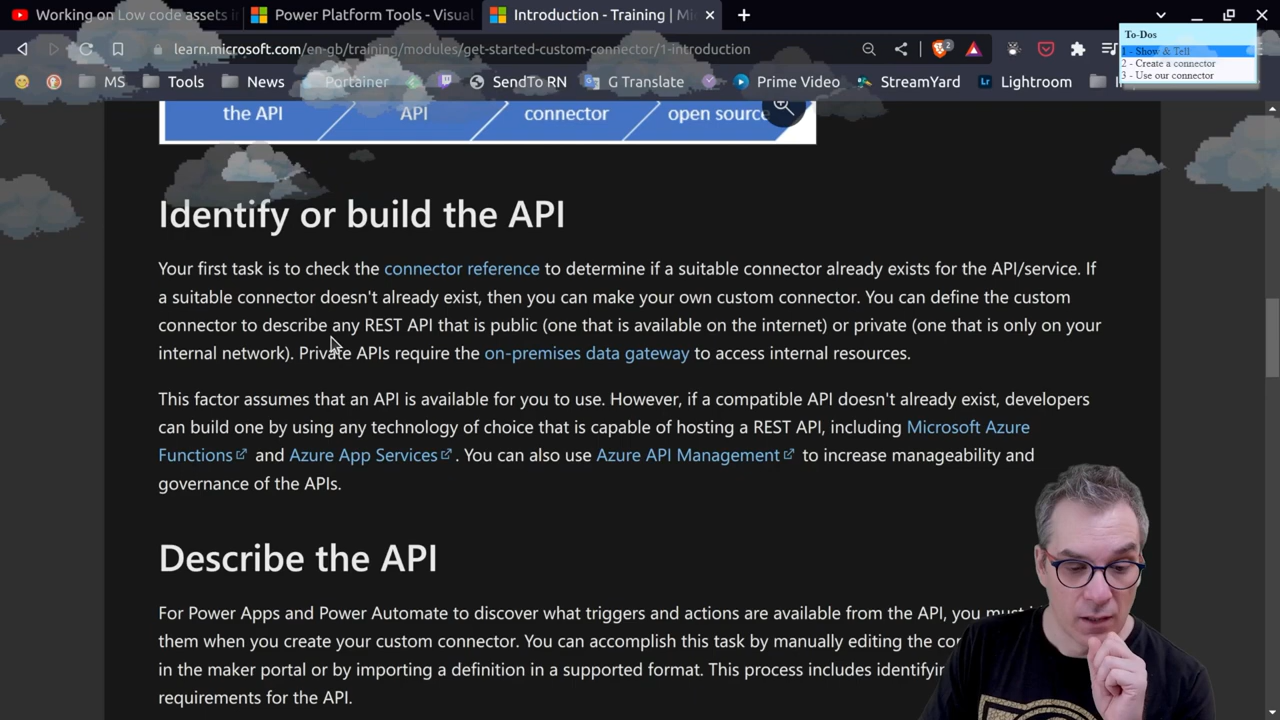 Working on Low code assets i
Power Platform Tools - Visual
Introduction - Training | Mi
learn.microsoft.com/en-gb/training/modules/get-started-custom-connector/1-introduction
2
To-Dos
1 - Show & Tell
2 - Create a connector
3 - Use our connector
MS
Tools
News
Portainer
SendTo RN
G Translate
Prime Video
StreamYard
Lr Lightroom
the API
API
connector
open source
Identify or build the API
Your first task is to check the connector reference to determine if a suitable connector already exists for the API/service. If
a suitable connector doesn't already exist, then you can make your own custom connector. You can define the custom
connector to describe any REST API that is public (one that is available on the internet) or private (one that is only on your
internal network). Private APIs require the on-premises data gateway to access internal resources.
This factor assumes that an API is available for you to use. However, if a compatible API doesn't already exist, developers
can build one by using any technology of choice that is capable of hosting a REST API, including Microsoft Azure
Functions and Azure App Services. You can also use Azure API Management to increase manageability and
governance of the APIs.
Describe the API
For Power Apps and Power Automate to discover what triggers and actions are available from the API, you must
them when you create your custom connector. You can accomplish this task by manually editing the co
in the maker portal or by importing a definition in a supported format. This process includes identifyin
requirements for the API.